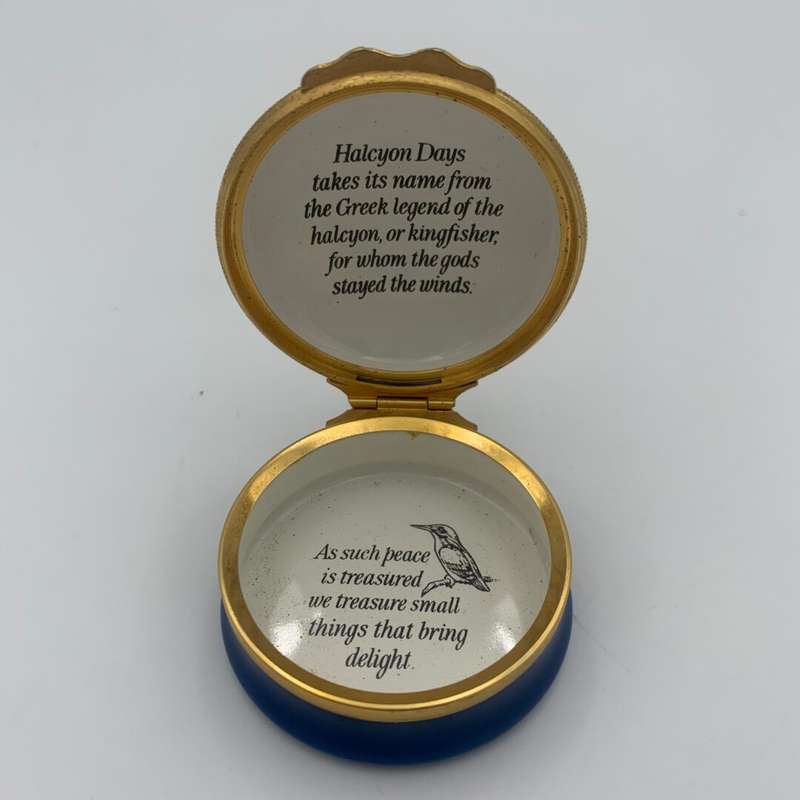 Halcyon Days
takes its name from
the Greek legend of the
halcyon, or kingfisher,
for whom the gods
stayed the winds.
As such peace
is treasured
we treasure small
things that bring
delight.